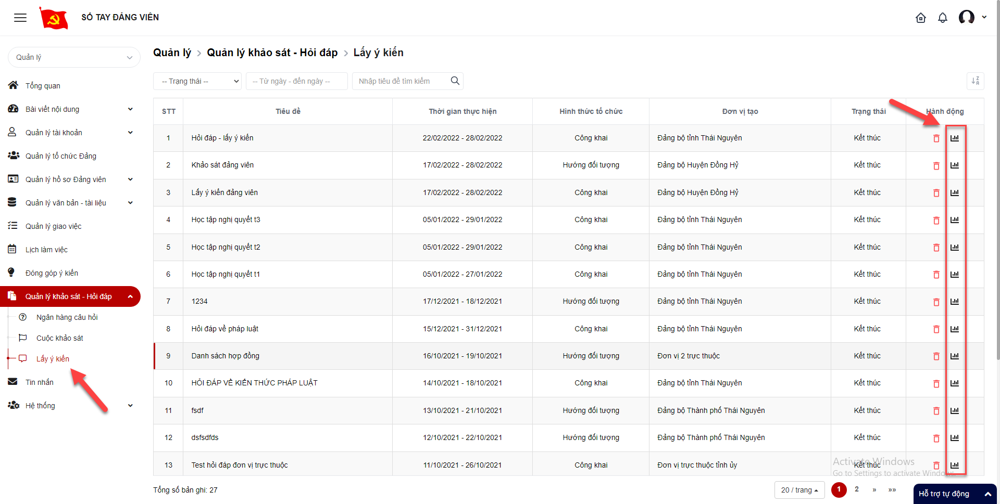 SỔ TAY ĐẢNG VIÊN
Quản lý
Tổng quan
Bài viết nội dung
Quản lý tài khoản
Quản lý tổ chức Đảng
Quản lý hồ sơ Đảng viên
Quản lý văn bản - tài liệu
Quản lý giao việc
Lịch làm việc
Đóng góp ý kiến
Quản lý khảo sát - Hỏi đáp
Ngân hàng câu hỏi
Cuộc khảo sát
Lấy ý kiến
Tin nhắn
Hệ thống
Quản lý > Quản lý khảo sát - Hỏi đáp > Lấy ý kiến
-- Trạng thái -- -- Từ ngày - đến ngày -- Nhập tiêu đề tìm kiếm
STT Tiêu đề Thời gian thực hiện Hình thức tổ chức Đơn vị tạo Trạng thái Hành động
1 Hỏi đáp - lấy ý kiến 22/02/2022 - 28/02/2022 Công khai Đảng bộ tỉnh Thái Nguyên Kết thúc
2 Khảo sát đảng viên 17/02/2022 - 28/02/2022 Hướng đối tượng Đảng bộ Huyện Đồng Hỷ Kết thúc
3 Lấy ý kiến đảng viên 17/02/2022 - 28/02/2022 Công khai Đảng bộ Huyện Đồng Hỷ Kết thúc
4 Học tập nghị quyết t3 05/01/2022 - 29/01/2022 Công khai Đảng bộ tỉnh Thái Nguyên Kết thúc
5 Học tập nghị quyết t2 05/01/2022 - 29/01/2022 Công khai Đảng bộ tỉnh Thái Nguyên Kết thúc
6 Học tập nghị quyết t1 05/01/2022 - 27/01/2022 Công khai Đảng bộ tỉnh Thái Nguyên Kết thúc
7 1234 17/12/2021 - 18/12/2021 Hướng đối tượng Đảng bộ tỉnh Thái Nguyên Kết thúc
8 Hỏi đáp về pháp luật 15/12/2021 - 31/12/2021 Công khai Đảng bộ tỉnh Thái Nguyên Kết thúc
9 Danh sách hợp đồng 16/10/2021 - 19/10/2021 Hướng đối tượng Đơn vị 2 trực thuộc Kết thúc
10 HỎI ĐÁP VỀ KIẾN THỨC PHÁP LUẬT 14/10/2021 - 18/10/2021 Công khai Đảng bộ tỉnh Thái Nguyên Kết thúc
11 fsdf 13/10/2021 - 21/10/2021 Hướng đối tượng Đảng bộ Thành phố Thái Nguyên Kết thúc
12 dsfsdfds 12/10/2021 - 22/10/2021 Hướng đối tượng Đảng bộ Thành phố Thái Nguyên Kết thúc
13 Test hỏi đáp đơn vị trực thuộc 11/10/2021 - 26/10/2021 Công khai Đơn vị trực thuộc tỉnh ủy Kết thúc
Activate Windows
Go to Settings to activate Windows.
Tổng số bản ghi: 27
20 / trang 1 2 » »»
Hỗ trợ tự động